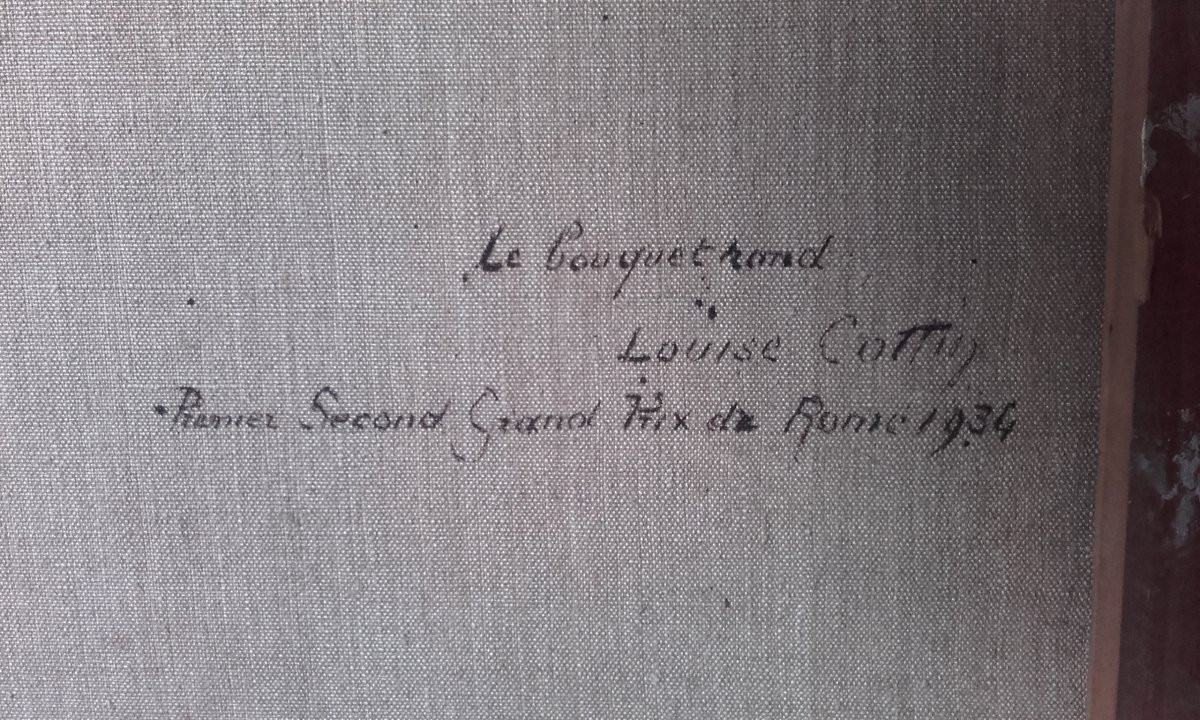 Le bouquet rond
Louise Cottin
Premier Second Grand Prix de Rome 1934